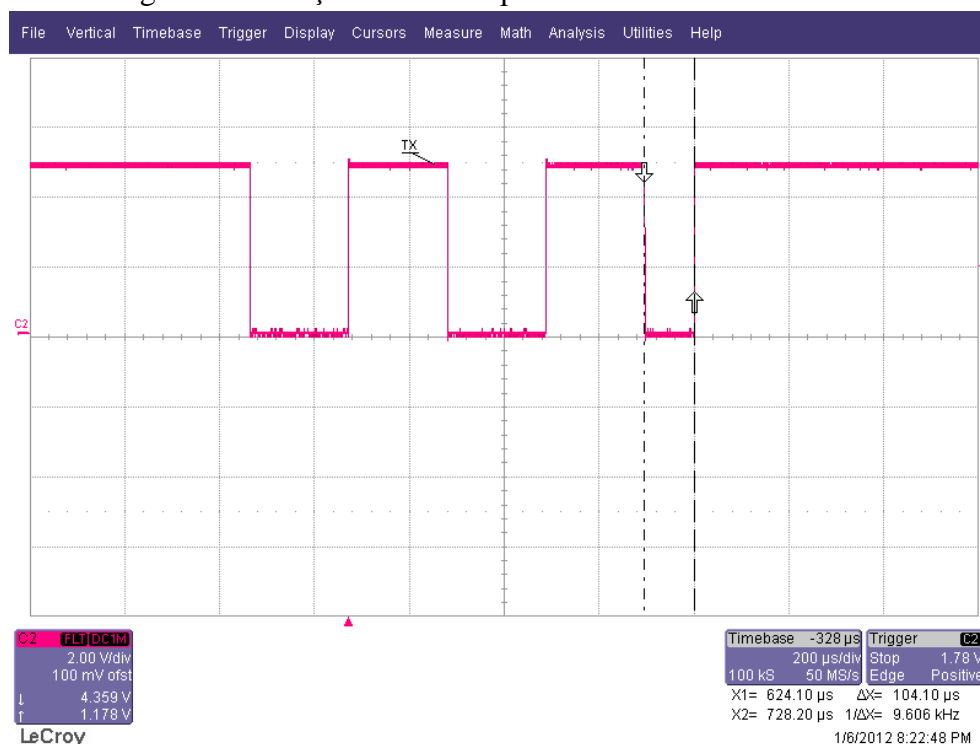 File Vertical Timebase Trigger Display Cursors Measure Math Analysis Utilities Help
TX
C2
C2 FLT DC1M
2.00 V/div
100 mV ofst
↓ 4.359 V
↑ 1.178 V
LeCroy
Timebase -328 µs
200 µs/div
100 kS 50 MS/s
Trigger C2
Stop 1.78 V
Edge Positive
X1= 624.10 µs ΔX= 104.10 µs
X2= 728.20 µs 1/ΔX= 9.606 kHz
1/6/2012 8:22:48 PM